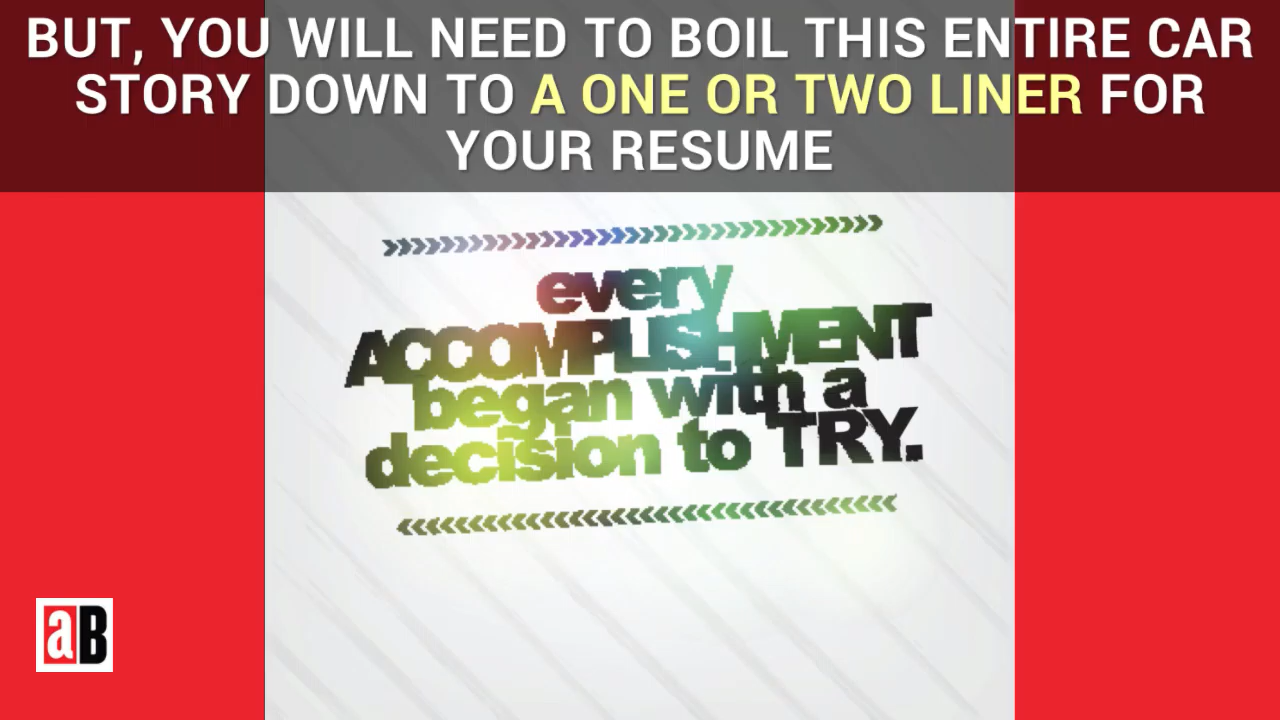 BUT, YOU WILL NEED TO BOIL THIS ENTIRE CAR
STORY DOWN TO A ONE OR TWO LINER FOR
YOUR RESUME
every
ACCOMPLISHMENT
began with a
decision to TRY.
aB